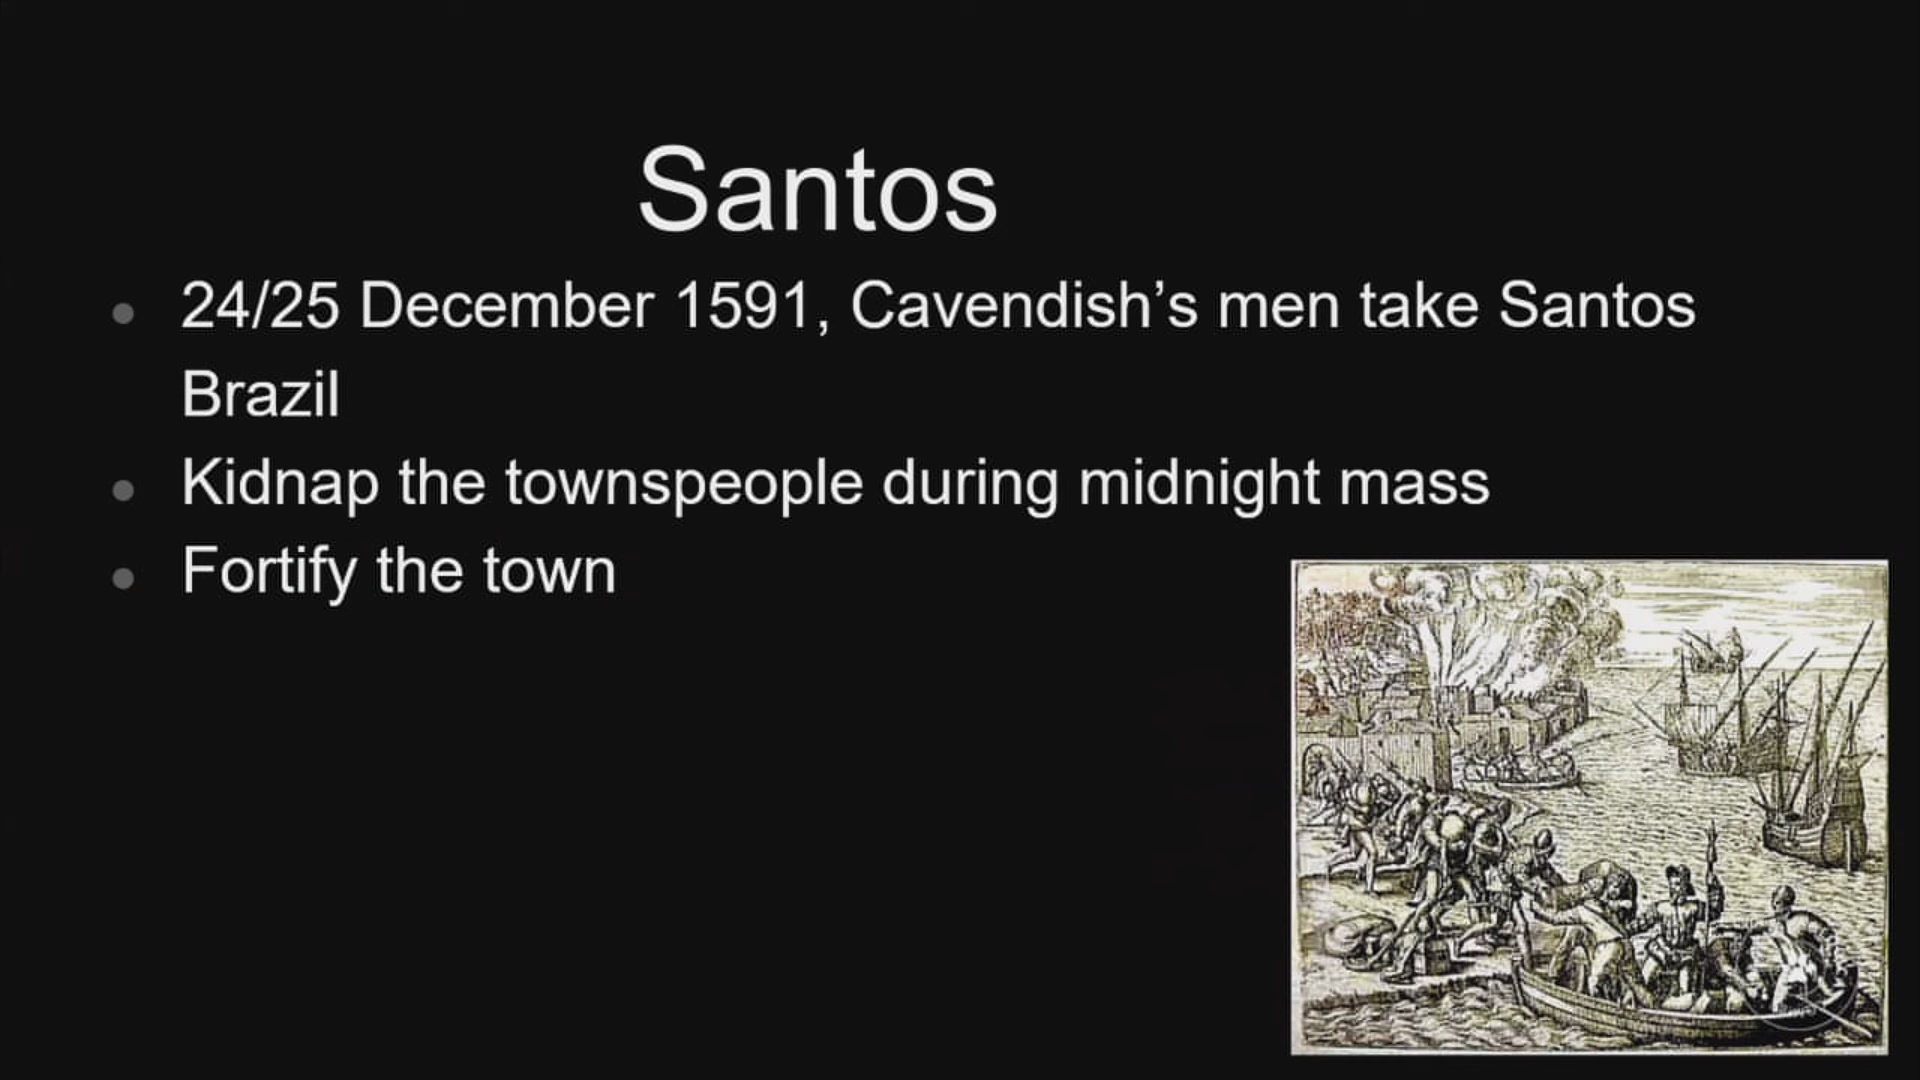 Santos
24/25 December 1591, Cavendish’s men take Santos
Brazil
Kidnap the townspeople during midnight mass
Fortify the town